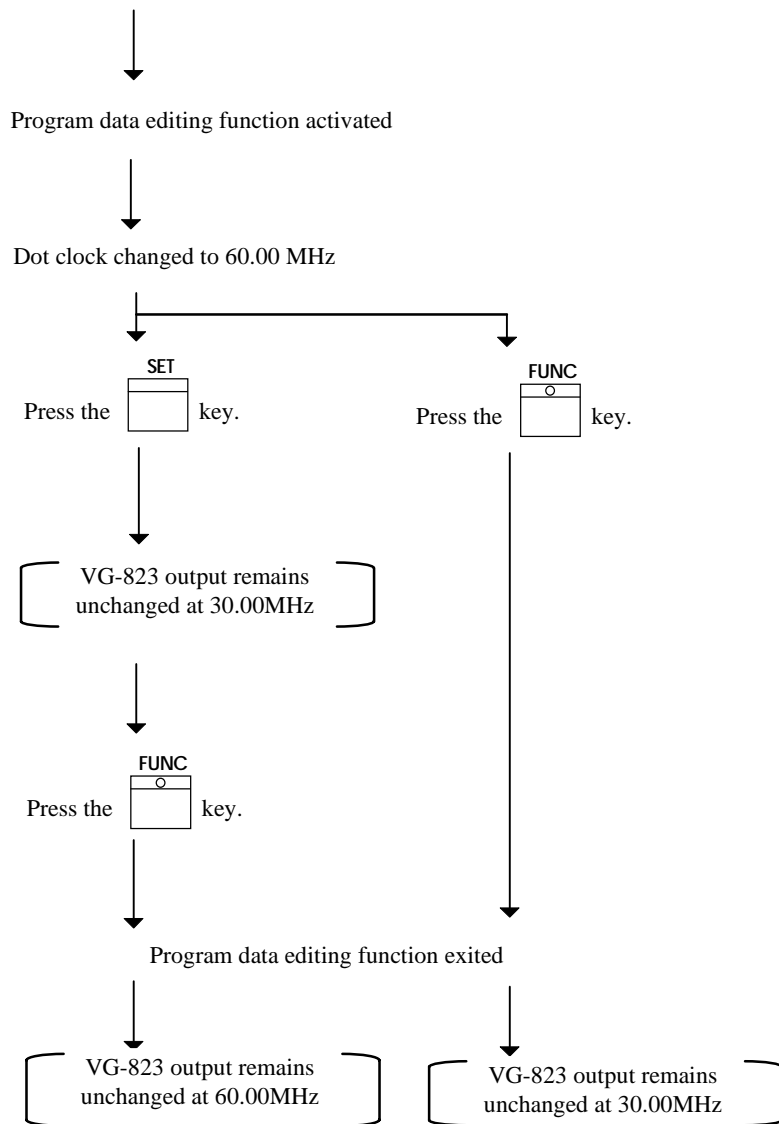 Program data editing function activated
Dot clock changed to 60.00 MHz
SET
Press the key.
FUNC
Press the key.
VG-823 output remains
unchanged at 30.00MHz
FUNC
Press the key.
Program data editing function exited
VG-823 output remains
unchanged at 60.00MHz
VG-823 output remains
unchanged at 30.00MHz